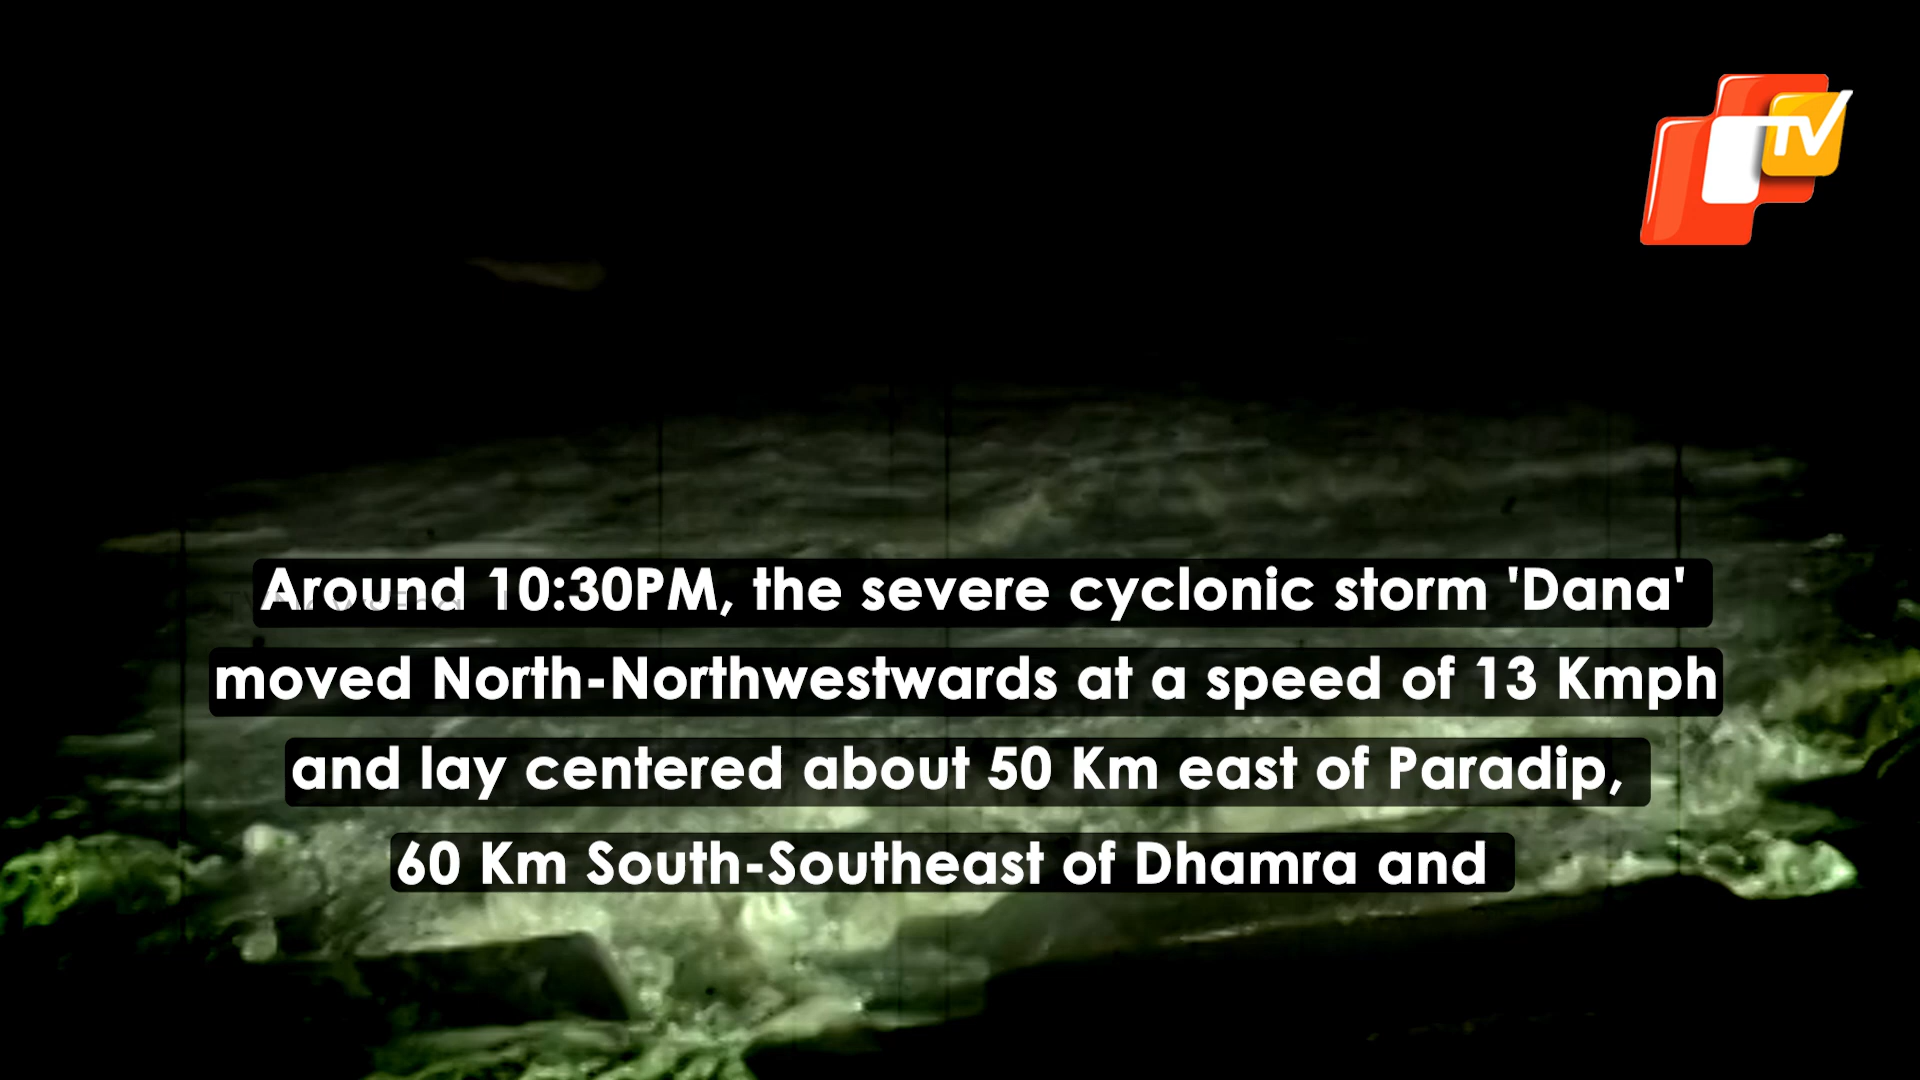 TV
Around 10:30PM, the severe cyclonic storm 'Dana'
moved North-Northwestwards at a speed of 13 Kmph
and lay centered about 50 Km east of Paradip,
60 Km South-Southeast of Dhamra and